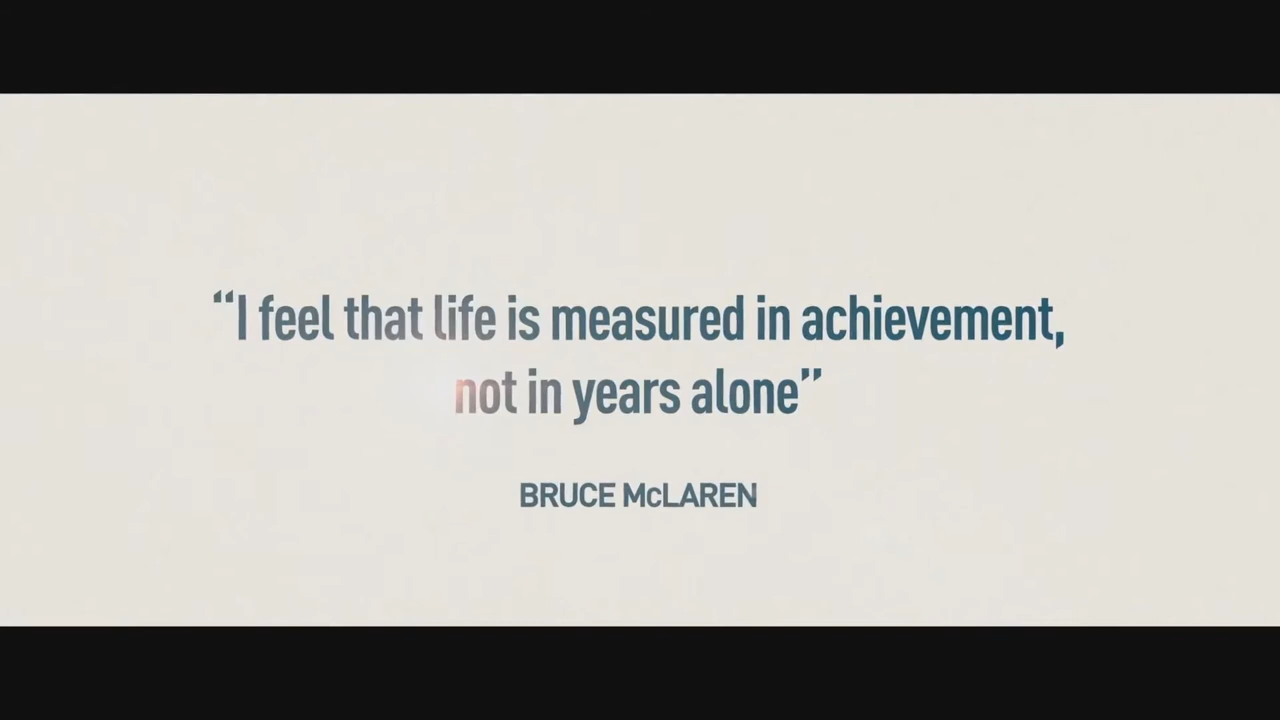 “I feel that life is measured in achievement,
not in years alone”
BRUCE McLAREN